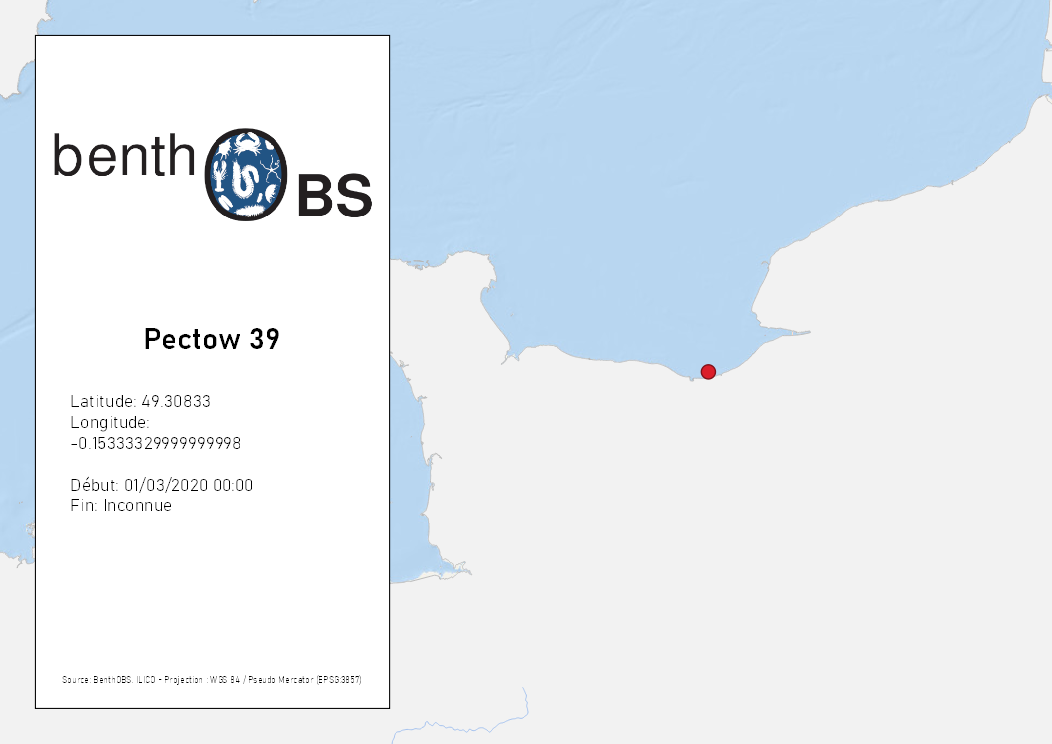 benthOBS
Pectow 39
Latitude: 49.30833
Longitude:
-0.15333329999999998
Début: 01/03/2020 00:00
Fin: Inconnue
Source: BenthOBS, ILICO - Projection : WGS 84 / Pseudo Mercator (EPSG:3857)